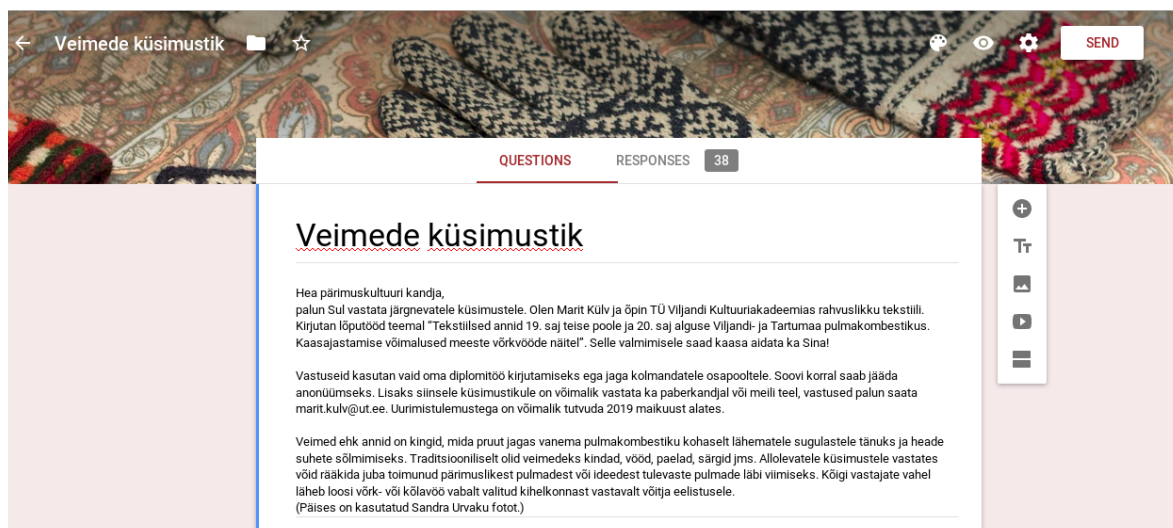 Veimede küsimustik
SEND
QUESTIONS RESPONSES 38
Veimede küsimustik
Tт
Hea pärimuskultuuri kandja,
palun Sul vastata järgnevatele küsimustele. Olen Marit Külv ja õpin TÜ Viljandi Kultuuriakadeemias rahvuslikku tekstiili.
Kirjutan lõputööd teemal “Tekstiilsed annid 19. saj teise poole ja 20. saj alguse Viljandi- ja Tartumaa pulmakombestikus.
Kaasajastamise võimalused meeste võrkvööde näitel”. Selle valmimisele saad kaasa aidata ka Sina!
Vastuseid kasutan vaid oma diplomitöö kirjutamiseks ega jaga kolmandatele osapooltele. Soovi korral saab jääda
anonüümseks. Lisaks siinsele küsimustikule on võimalik vastata ka paberkandjal või meili teel, vastused palun saata
marit.kulv@ut.ee. Uurimistulemustega on võimalik tutvuda 2019 maikuust alates.
Veimed ehk annid on kingid, mida pruut jagas vanema pulmakombestiku kohaselt lähematele sugulastele tänuks ja heade
suhete sõlmimiseks. Traditsiooniliselt olid veimedeks kindad, vööd, paelad, särgid jms. Allolevatele küsimustele vastates
võid rääkida juba toimunud pärimuslikest pulmadest või ideedest tulevaste pulmade läbi viimiseks. Kõigi vastajate vahel
läheb loosi võrk- või kõlavöö vabalt valitud kihelkonnast vastavalt võitja eelistusele.
(Päises on kasutatud Sandra Urvaku fotot.)